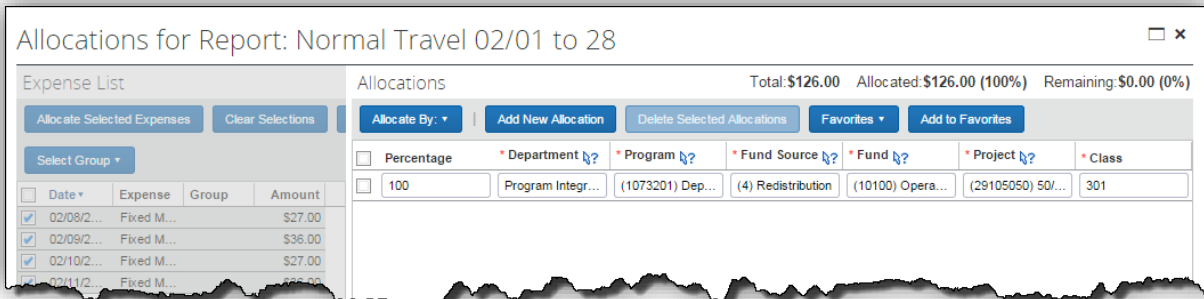 Allocations for Report: Normal Travel 02/01 to 28
Expense List
Allocate Selected Expenses Clear Selections
Select Group
Date Expense Group Amount
02/08/2... Fixed M... $27.00
02/09/2... Fixed M... $36.00
02/10/2... Fixed M... $27.00
02/11/2... Fixed M...
Allocations Total:$126.00 Allocated:$126.00 (100%) Remaining:$0.00 (0%)
Allocate By: Add New Allocation Delete Selected Allocations Favorites Add to Favorites
Percentage * Department ? * Program ? * Fund Source ? * Fund ? * Project ? * Class
100 Program Integr... (1073201) Dep... (4) Redistribution (10100) Opera... (29105050) 50/... 301